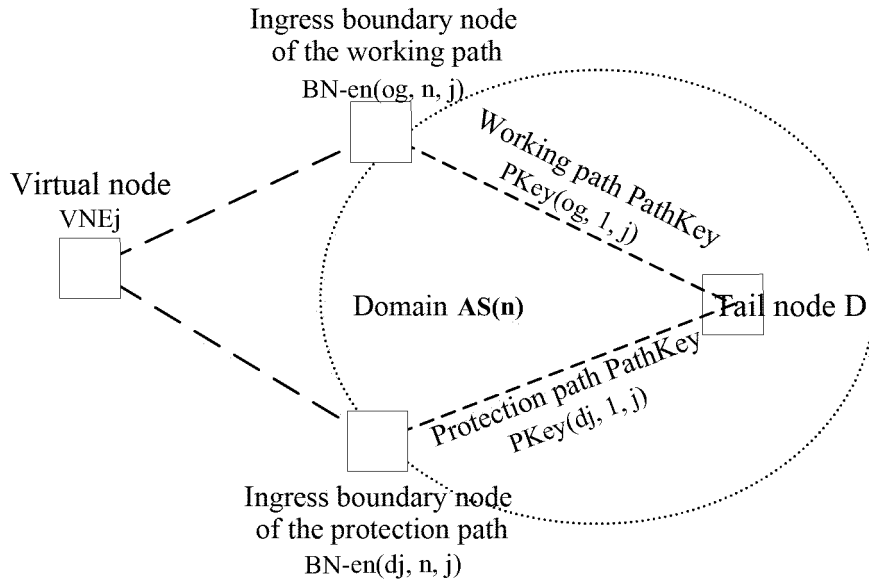 Ingress boundary node
of the working path
BN-en(og, n, j)
Working path PathKey
PKey(og, 1, j)
Virtual node
VNEj
Domain AS(n)
Tail node D
Protection path PathKey
PKey(dj, 1, j)
Ingress boundary node
of the protection path
BN-en(dj, n, j)